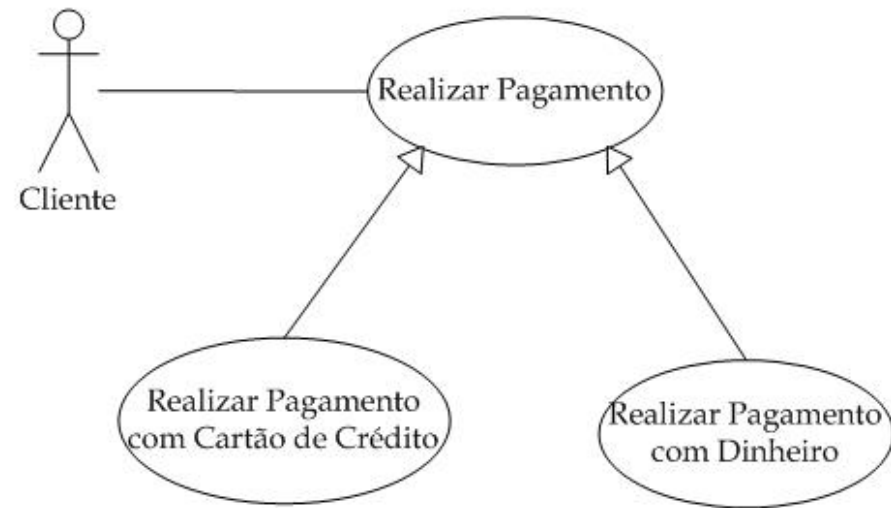 Realizar Pagamento
Cliente
Realizar Pagamento
com Cartão de Crédito
Realizar Pagamento
com Dinheiro